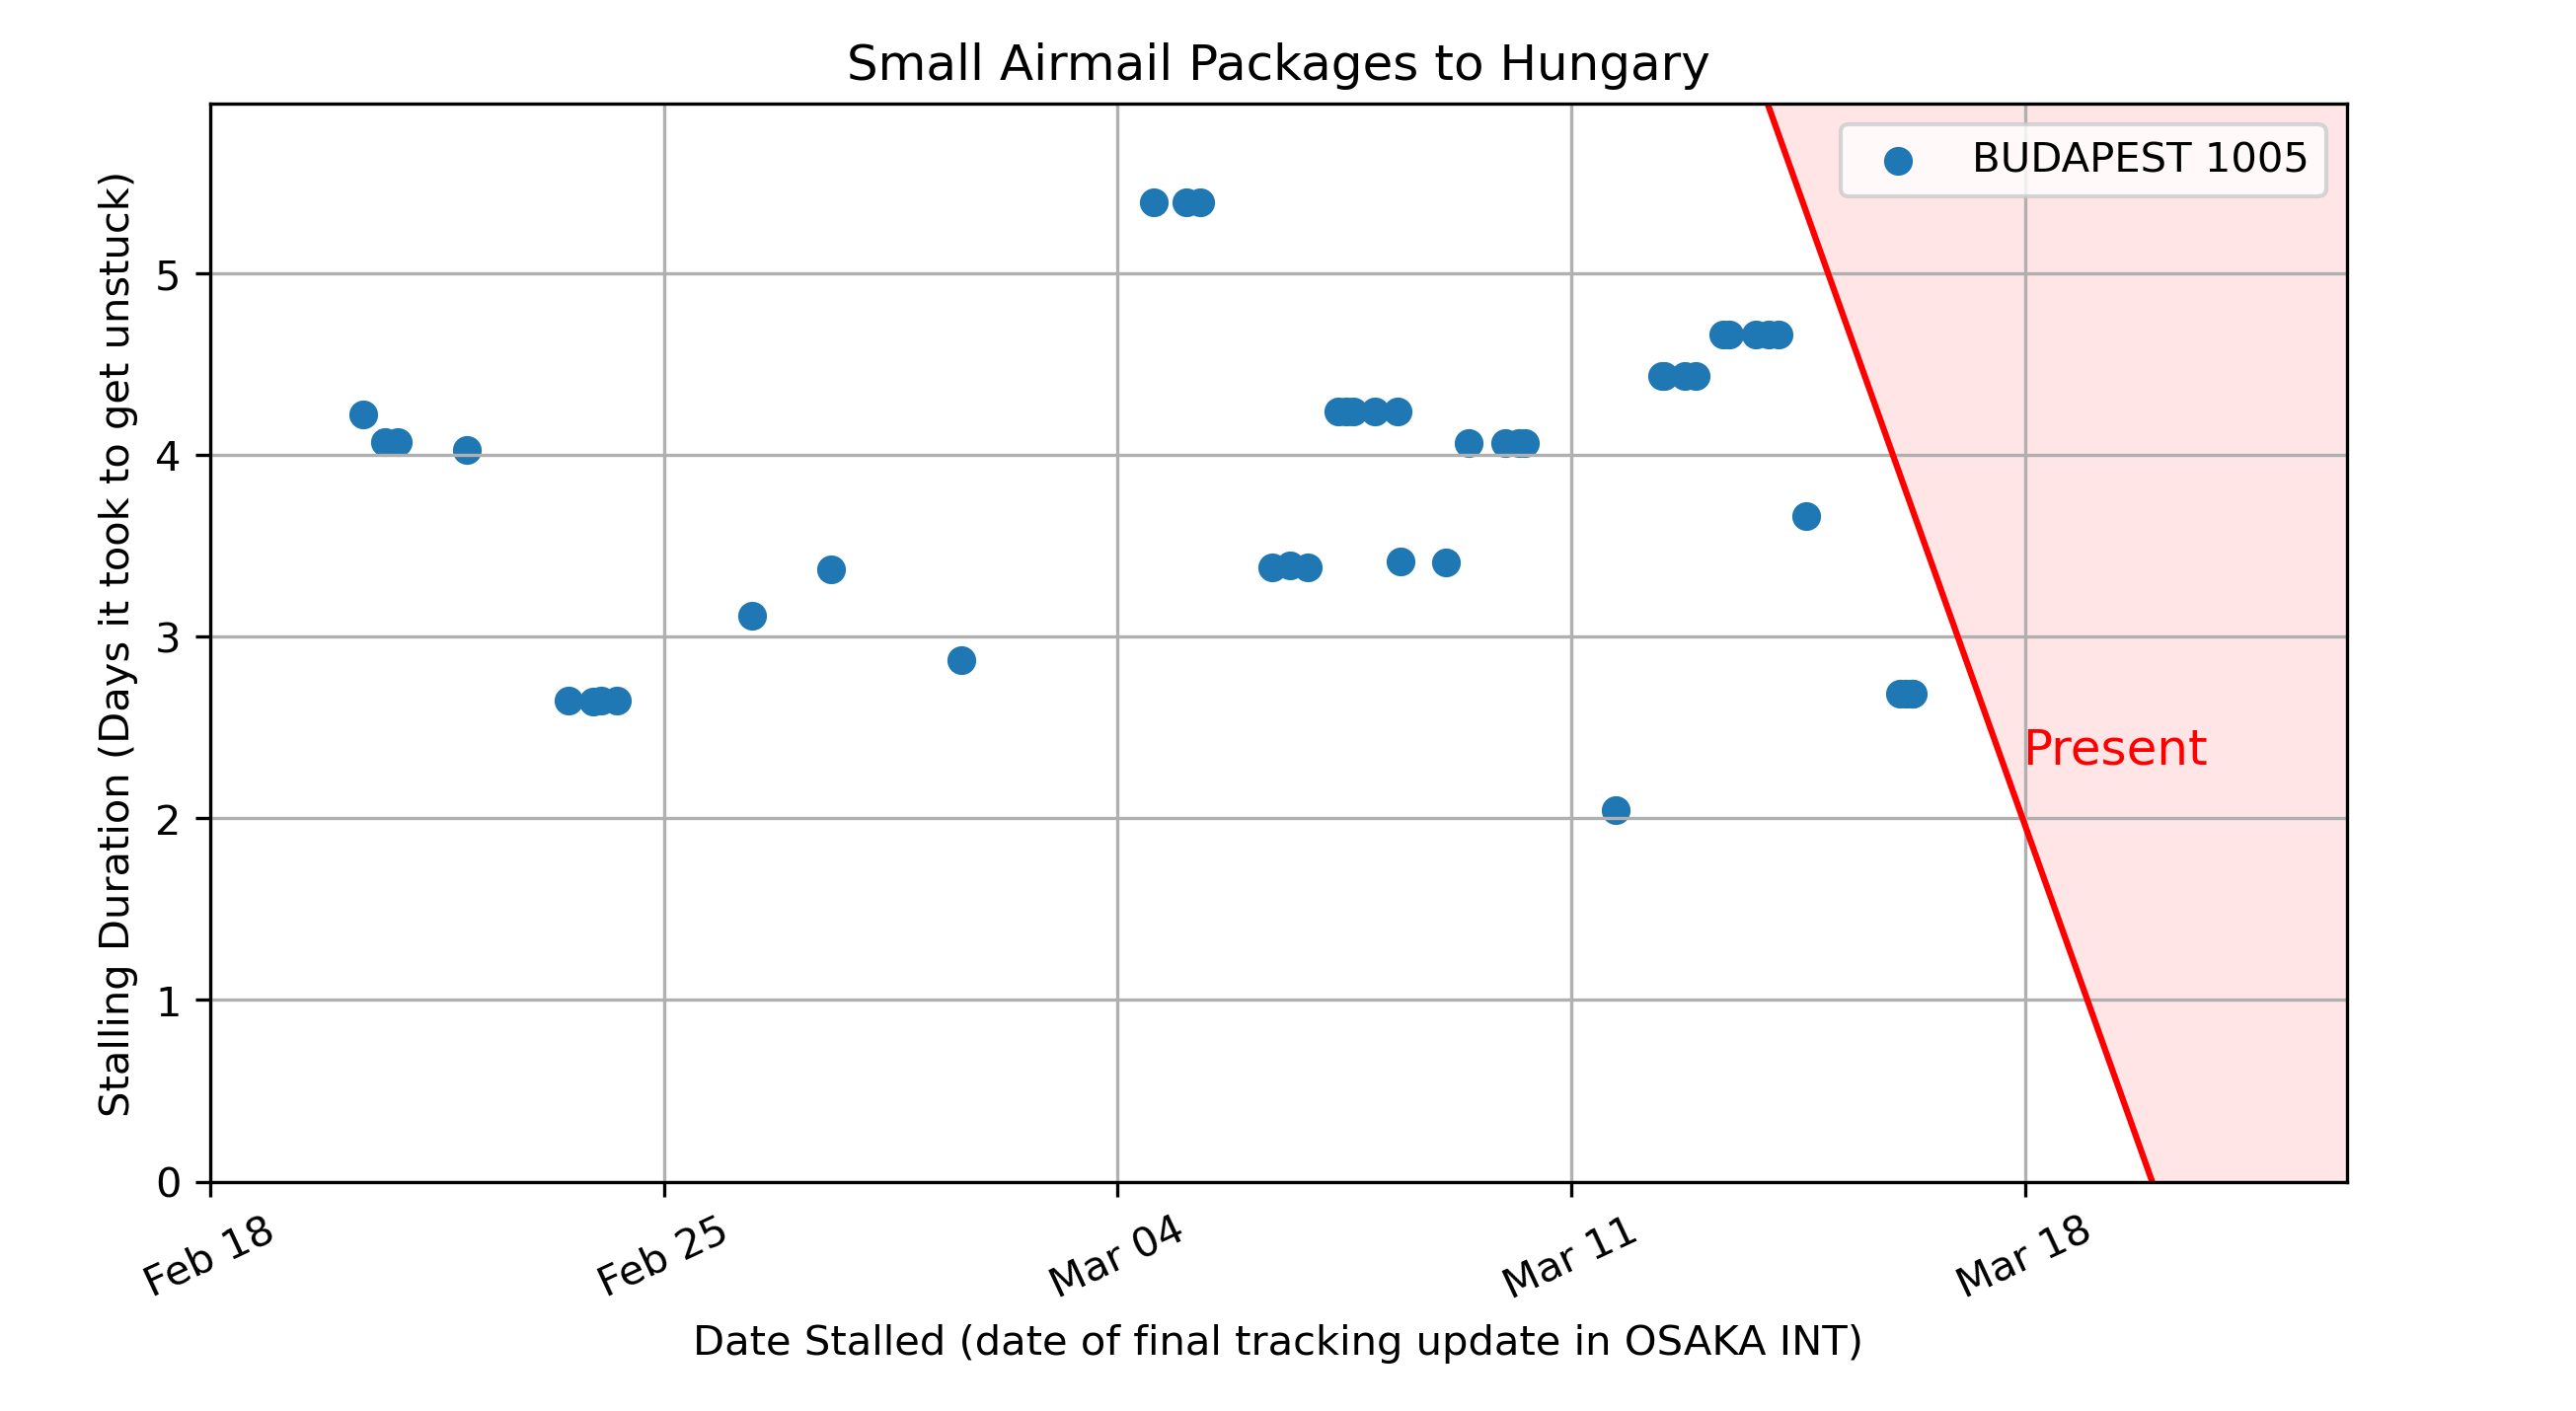 Small Airmail Packages to Hungary
BUDAPEST 1005
Stalling Duration (Days it took to get unstuck)
5
4
3
2
1
0
Present
Feb 18
Feb 25
Mar 04
Mar 11
Mar 18
Date Stalled (date of final tracking update in OSAKA INT)